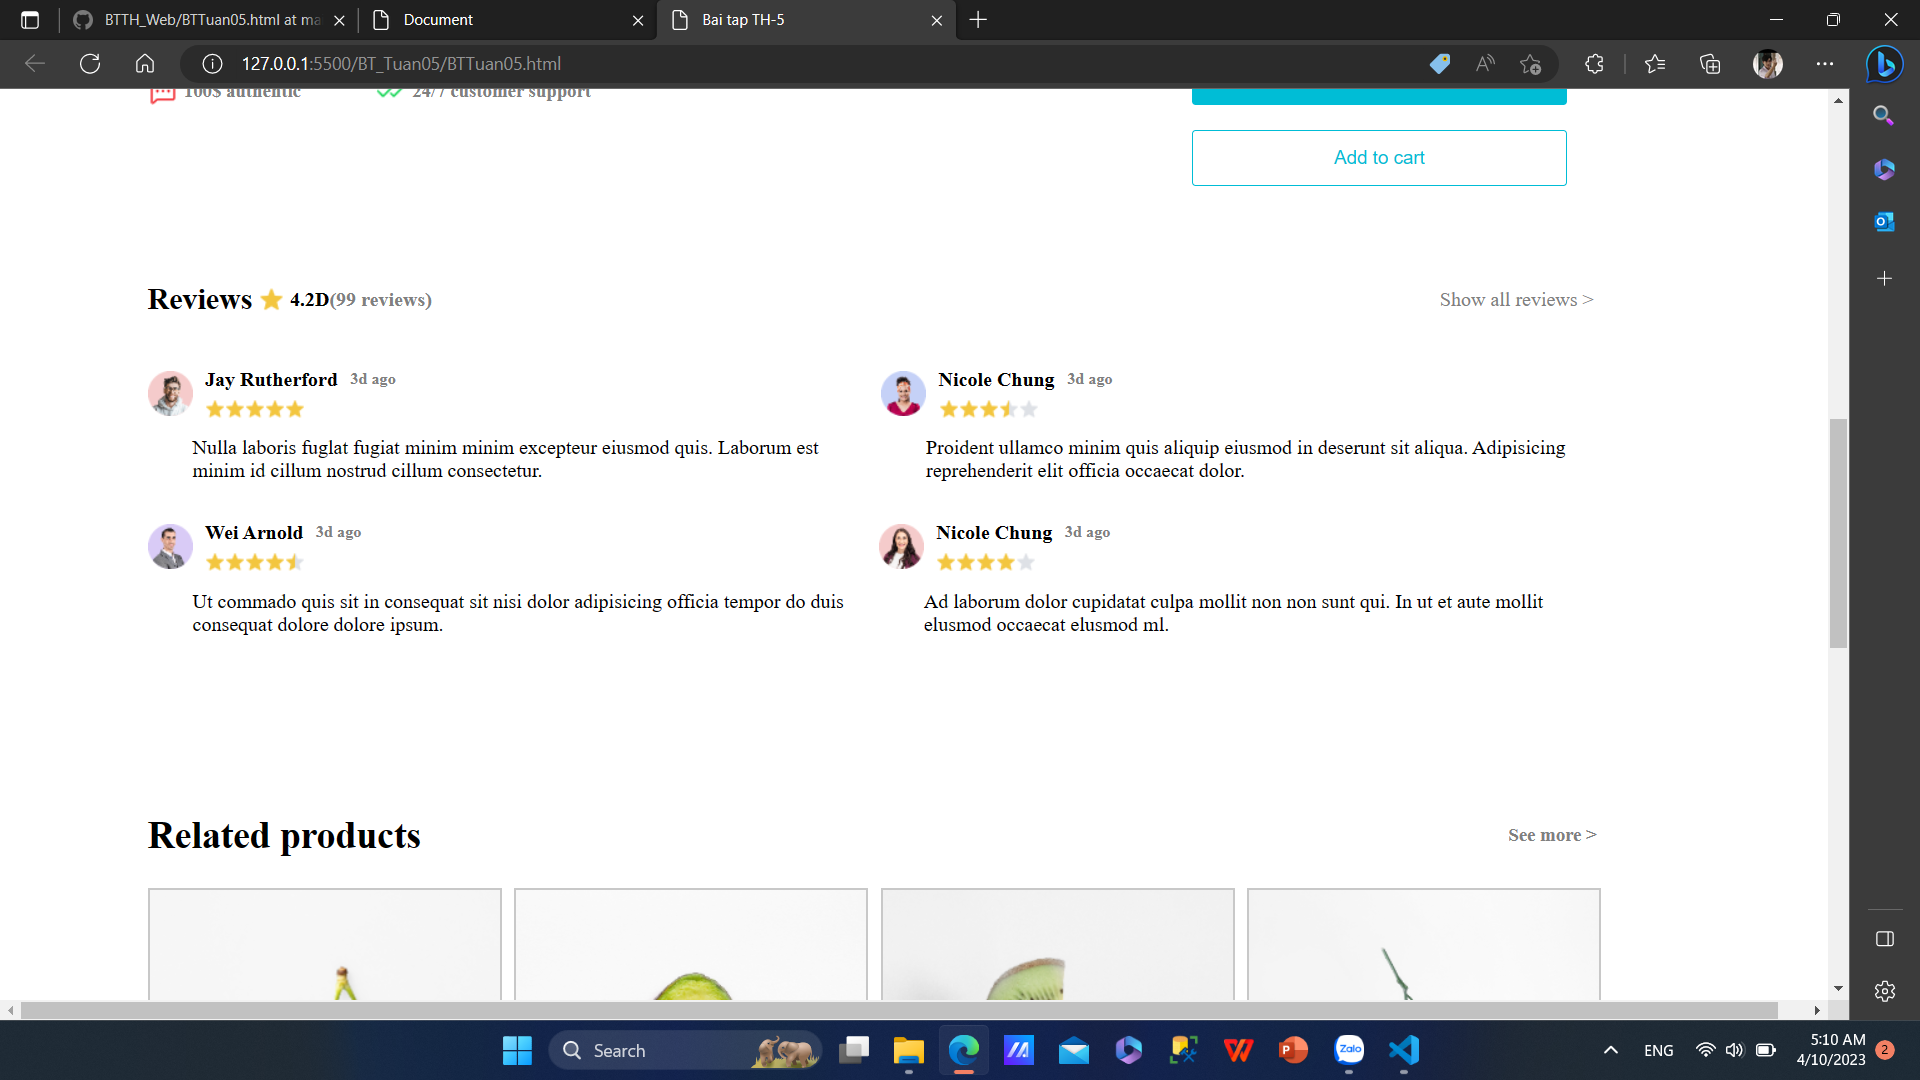 BTTH_Web/BTTuan05.html at ma
Document
Bai tap TH-5
127.0.0.1:5500/BT_Tuan05/BTTuan05.html
100$ authentic
24/7 customer support
Add to cart
Reviews 4.2D(99 reviews)
Show all reviews >
Jay Rutherford 3d ago
Nulla laboris fuglat fugiat minim minim excepteur eiusmod quis. Laborum est
minim id cillum nostrud cillum consectetur.
Nicole Chung 3d ago
Proident ullamco minim quis aliquip eiusmod in deserunt sit aliqua. Adipisicing
reprehenderit elit officia occaecat dolor.
Wei Arnold 3d ago
Ut commado quis sit in consequat sit nisi dolor adipisicing officia tempor do duis
consequat dolore dolore ipsum.
Nicole Chung 3d ago
Ad laborum dolor cupidatat culpa mollit non non sunt qui. In ut et aute mollit
elusmod occaecat elusmod ml.
Related products
See more >
Search
Zalo
ENG
5:10 AM
4/10/2023
2